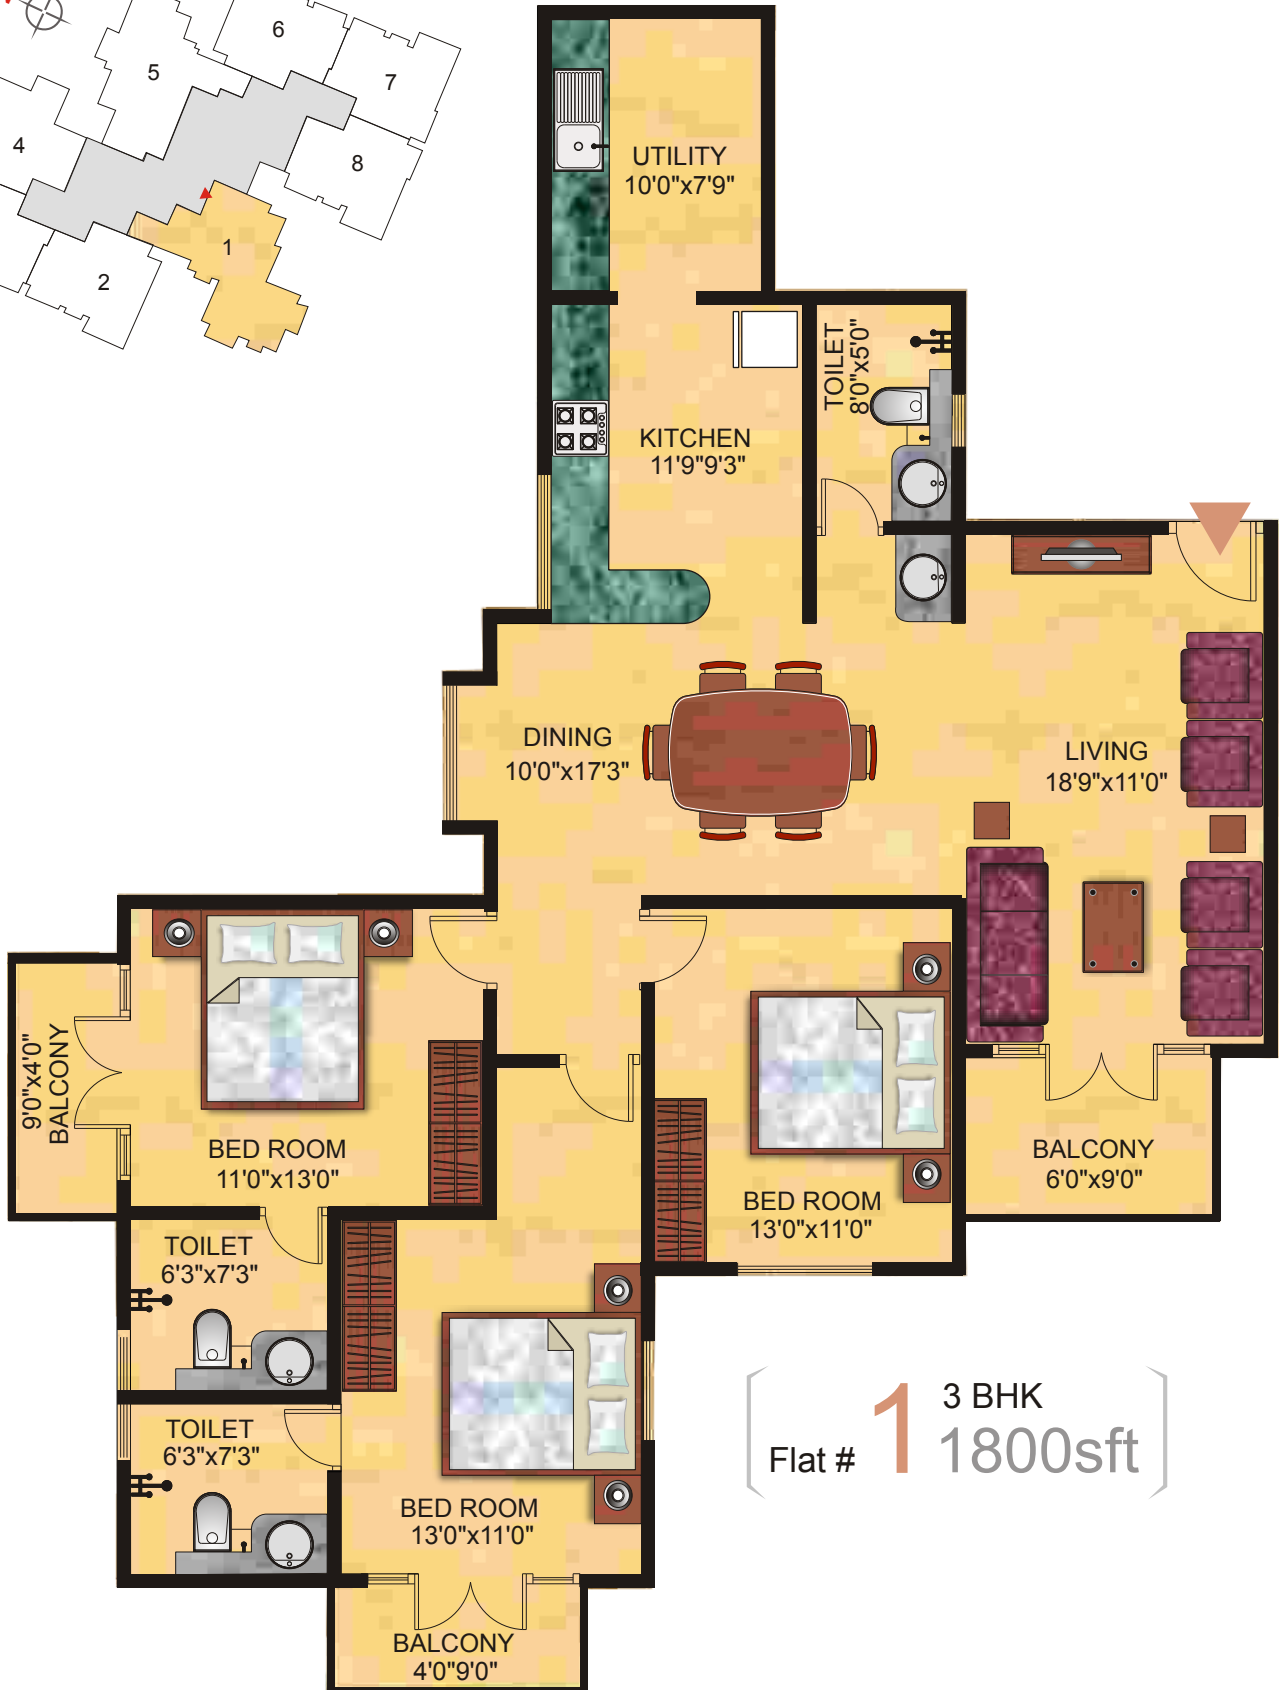 6
5
7
4
8
1
2
UTILITY
10'0"x7'9"
TOILET
8'0"x5'0"
KITCHEN
11'9"9'3"
DINING
10'0"x17'3"
LIVING
18'9"x11'0"
9'0"x4'0"
BALCONY
BED ROOM
11'0"x13'0"
BED ROOM
13'0"x11'0"
BALCONY
6'0"x9'0"
TOILET
6'3"x7'3"
TOILET
6'3"x7'3"
BED ROOM
13'0"x11'0"
BALCONY
4'0"9'0"
Flat # 1
3 BHK
1800sft